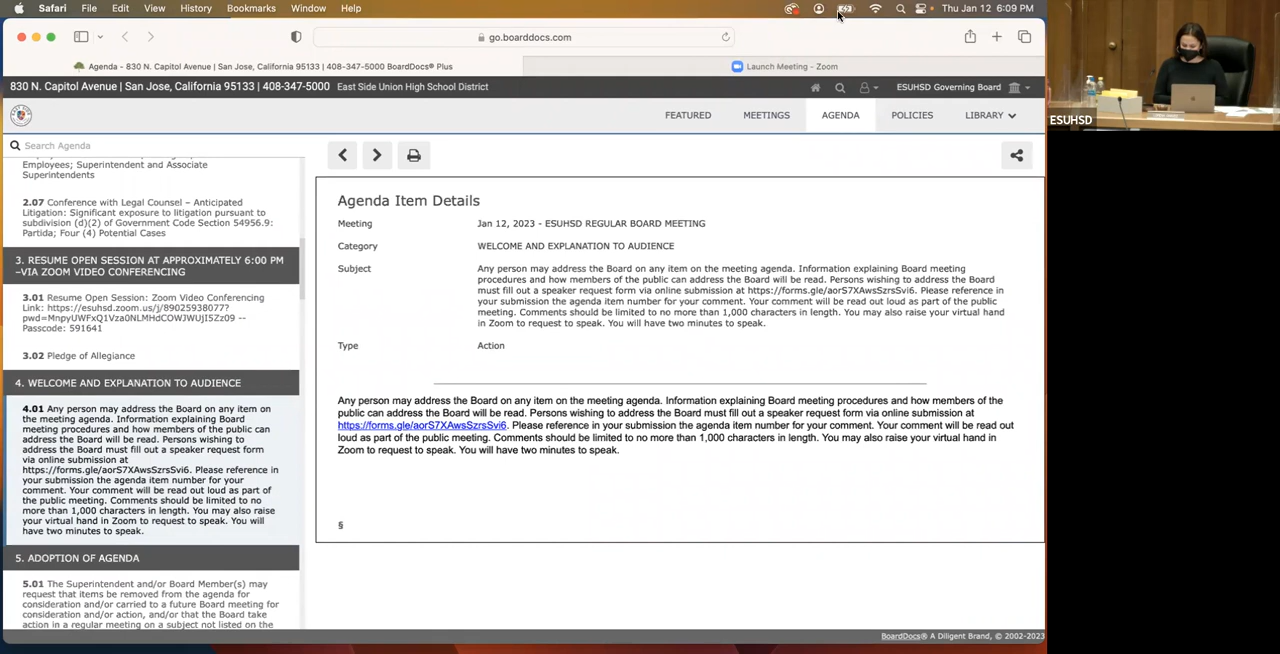 Safari File Edit View History Bookmarks Window Help Thu Jan 12 6:09 PM
go.boarddocs.com
Agenda - 830 N. Capitol Avenue | San Jose, California 95133 | 408-347-5000 BoardDocs® Plus
Launch Meeting - Zoom
830 N. Capitol Avenue | San Jose, California 95133 | 408-347-5000 East Side Union High School District
ESUHSD Governing Board
FEATURED MEETINGS AGENDA POLICIES LIBRARY
Search Agenda
Employees; Superintendent and Associate
Superintendents
2.07 Conference with Legal Counsel – Anticipated
Litigation: Significant exposure to litigation pursuant to
subdivision (d)(2) of Government Code Section 54956.9:
Partida; Four (4) Potential Cases
3. RESUME OPEN SESSION AT APPROXIMATELY 6:00 PM
–VIA ZOOM VIDEO CONFERENCING
3.01 Resume Open Session: Zoom Video Conferencing
Link: https://esuhsd.zoom.us/j/89025938077?
pwd=MnpyUWFxQ1Vza0NLMHdCOWJWUjI5Zz09 --
Passcode: 591641
3.02 Pledge of Allegiance
4. WELCOME AND EXPLANATION TO AUDIENCE
4.01 Any person may address the Board on any item on
the meeting agenda. Information explaining Board
meeting procedures and how members of the public can
address the Board will be read. Persons wishing to
address the Board must fill out a speaker request form
via online submission at
https://forms.gle/aorS7XAwsSzrsSvi6. Please reference in
your submission the agenda item number for your
comment. Your comment will be read out loud as part of
the public meeting. Comments should be limited to no
more than 1,000 characters in length. You may also raise
your virtual hand in Zoom to request to speak. You will
have two minutes to speak.
5. ADOPTION OF AGENDA
5.01 The Superintendent and/or Board Member(s) may
request that items be removed from the agenda for
consideration and/or carried to a future Board meeting for
consideration and/or action, and/or that the Board take
action in a regular meeting on a subject not listed on the
Agenda Item Details
Meeting Jan 12, 2023 - ESUHSD REGULAR BOARD MEETING
Category WELCOME AND EXPLANATION TO AUDIENCE
Subject Any person may address the Board on any item on the meeting agenda. Information explaining Board meeting
procedures and how members of the public can address the Board will be read. Persons wishing to address the Board
must fill out a speaker request form via online submission at https://forms.gle/aorS7XAwsSzrsSvi6. Please reference in
your submission the agenda item number for your comment. Your comment will be read out loud as part of the public
meeting. Comments should be limited to no more than 1,000 characters in length. You may also raise your virtual hand
in Zoom to request to speak. You will have two minutes to speak.
Type Action
Any person may address the Board on any item on the meeting agenda. Information explaining Board meeting procedures and how members of the
public can address the Board will be read. Persons wishing to address the Board must fill out a speaker request form via online submission at
https://forms.gle/aorS7XAwsSzrsSvi6. Please reference in your submission the agenda item number for your comment. Your comment will be read out
loud as part of the public meeting. Comments should be limited to no more than 1,000 characters in length. You may also raise your virtual hand in
Zoom to request to speak. You will have two minutes to speak.
§
BoardDocs® A Diligent Brand, © 2002-2023
ESUHSD